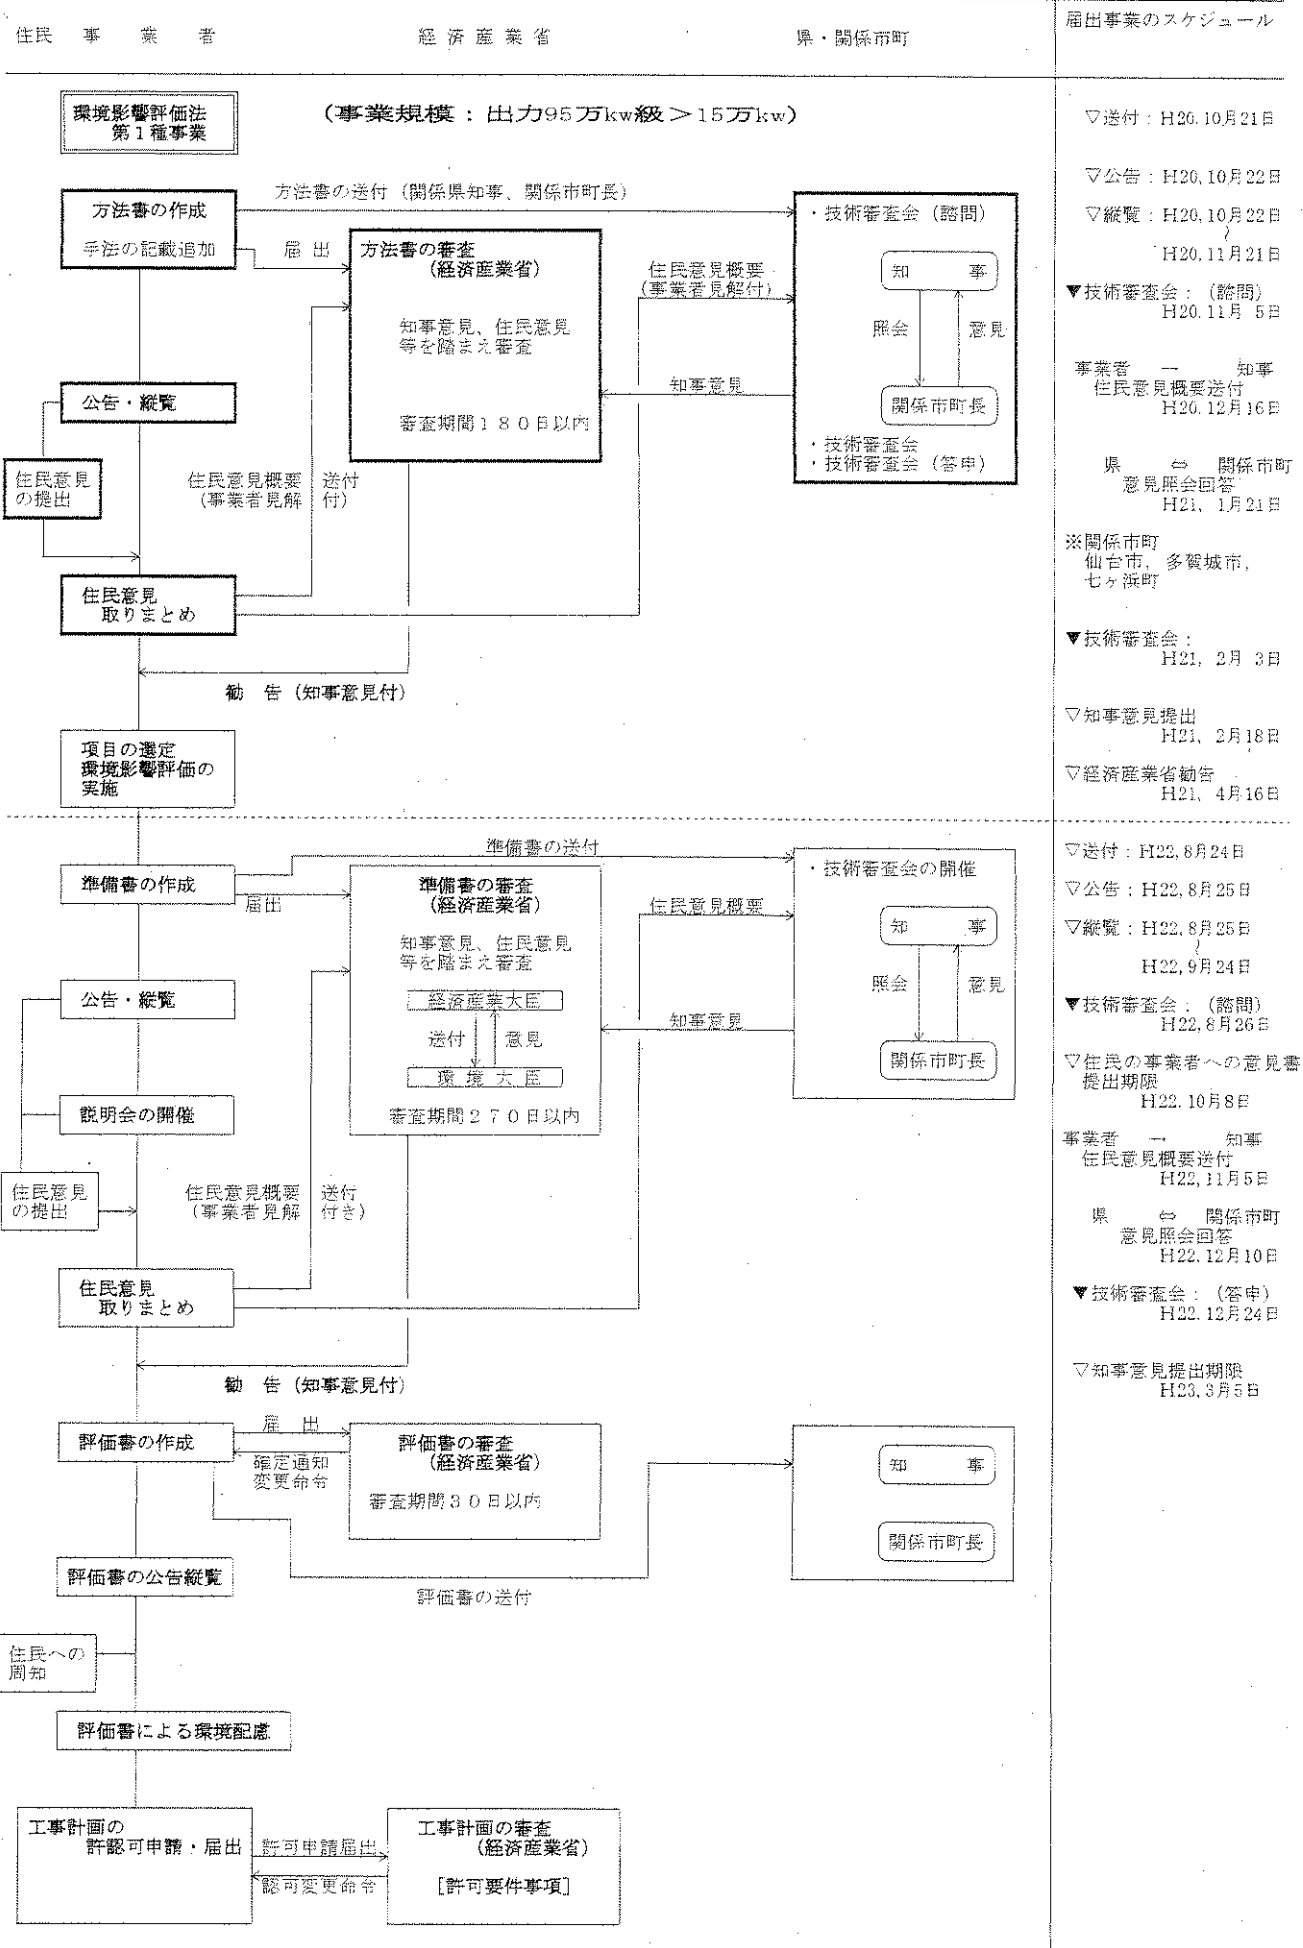 住民 事 業 者
経 済 産 業 省
県・関係市町
届出事業のスケジュール
環境影響評価法
第1種事業
(事業規模：出力95万kw級＞15万kw)
方法書の送付（関係県知事、関係市町長）
方法書の作成
手法の記載追加
届 出
方法書の審査
（経済産業省）
知事意見、住民意見
等を踏まえ審査
審査期間１８０日以内
住民意見概要
（事業者見解付）
知事意見
・技術審査会（諮問）
知 事
照会
意見
関係市町長
・技術審査会
・技術審査会（答申）
公告・縦覧
住民意見
の提出
住民意見概要 送付
（事業者見解 付）
住民意見
取りまとめ
勧 告（知事意見付）
項目の選定
環境影響評価の
実施
準備書の送付
準備書の作成
届出
準備書の審査
（経済産業省）
知事意見、住民意見
等を踏まえ審査
経済産業大臣
送付
意見
環 境 大 臣
審査期間２７０日以内
住民意見概要
知事意見
・技術審査会の開催
知 事
照会
意見
関係市町長
公告・縦覧
説明会の開催
住民意見
の提出
住民意見概要 送付
（事業者見解 付き）
住民意見
取りまとめ
勧 告（知事意見付）
評価書の作成
届 出
確定通知
変更命令
評価書の審査
（経済産業省）
審査期間３０日以内
知 事
関係市町長
評価書の送付
評価書の公告縦覧
住民への
周知
評価書による環境配慮
工事計画の
許認可申請・届出
許可申請届出
認可変更命令
工事計画の審査
（経済産業省）
[許可要件事項]
▽送付：H20.10月21日
▽公告：H20,10月22日
▽縦覧：H20,10月22日
～
H20,11月21日
▼技術審査会：（諮問）
H20.11月 5日
事業者 → 知事
住民意見概要送付
H20.12月16日
県 ⇔ 関係市町
意見照会回答
H21, 1月21日
※関係市町
仙台市，多賀城市，
七ヶ浜町
▼技術審査会：
H21, 2月 3日
▽知事意見提出
H21, 2月18日
▽経済産業省勧告
H21, 4月16日
▽送付：H22,8月24日
▽公告：H22,8月25日
▽縦覧：H22,8月25日
～
H22,9月24日
▼技術審査会：（諮問）
H22,8月26日
▽住民の事業者への意見書
提出期限
H22.10月8日
事業者 → 知事
住民意見概要送付
H22,11月5日
県 ⇔ 関係市町
意見照会回答
H22.12月10日
▼技術審査会：（答申）
H22.12月24日
▽知事意見提出期限
H23,3月5日